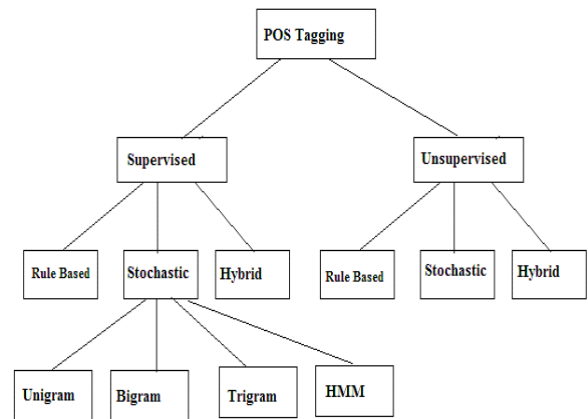 POS Tagging
Supervised
Unsupervised
Rule Based
Stochastic
Hybrid
Rule Based
Stochastic
Hybrid
Unigram
Bigram
Trigram
HMM